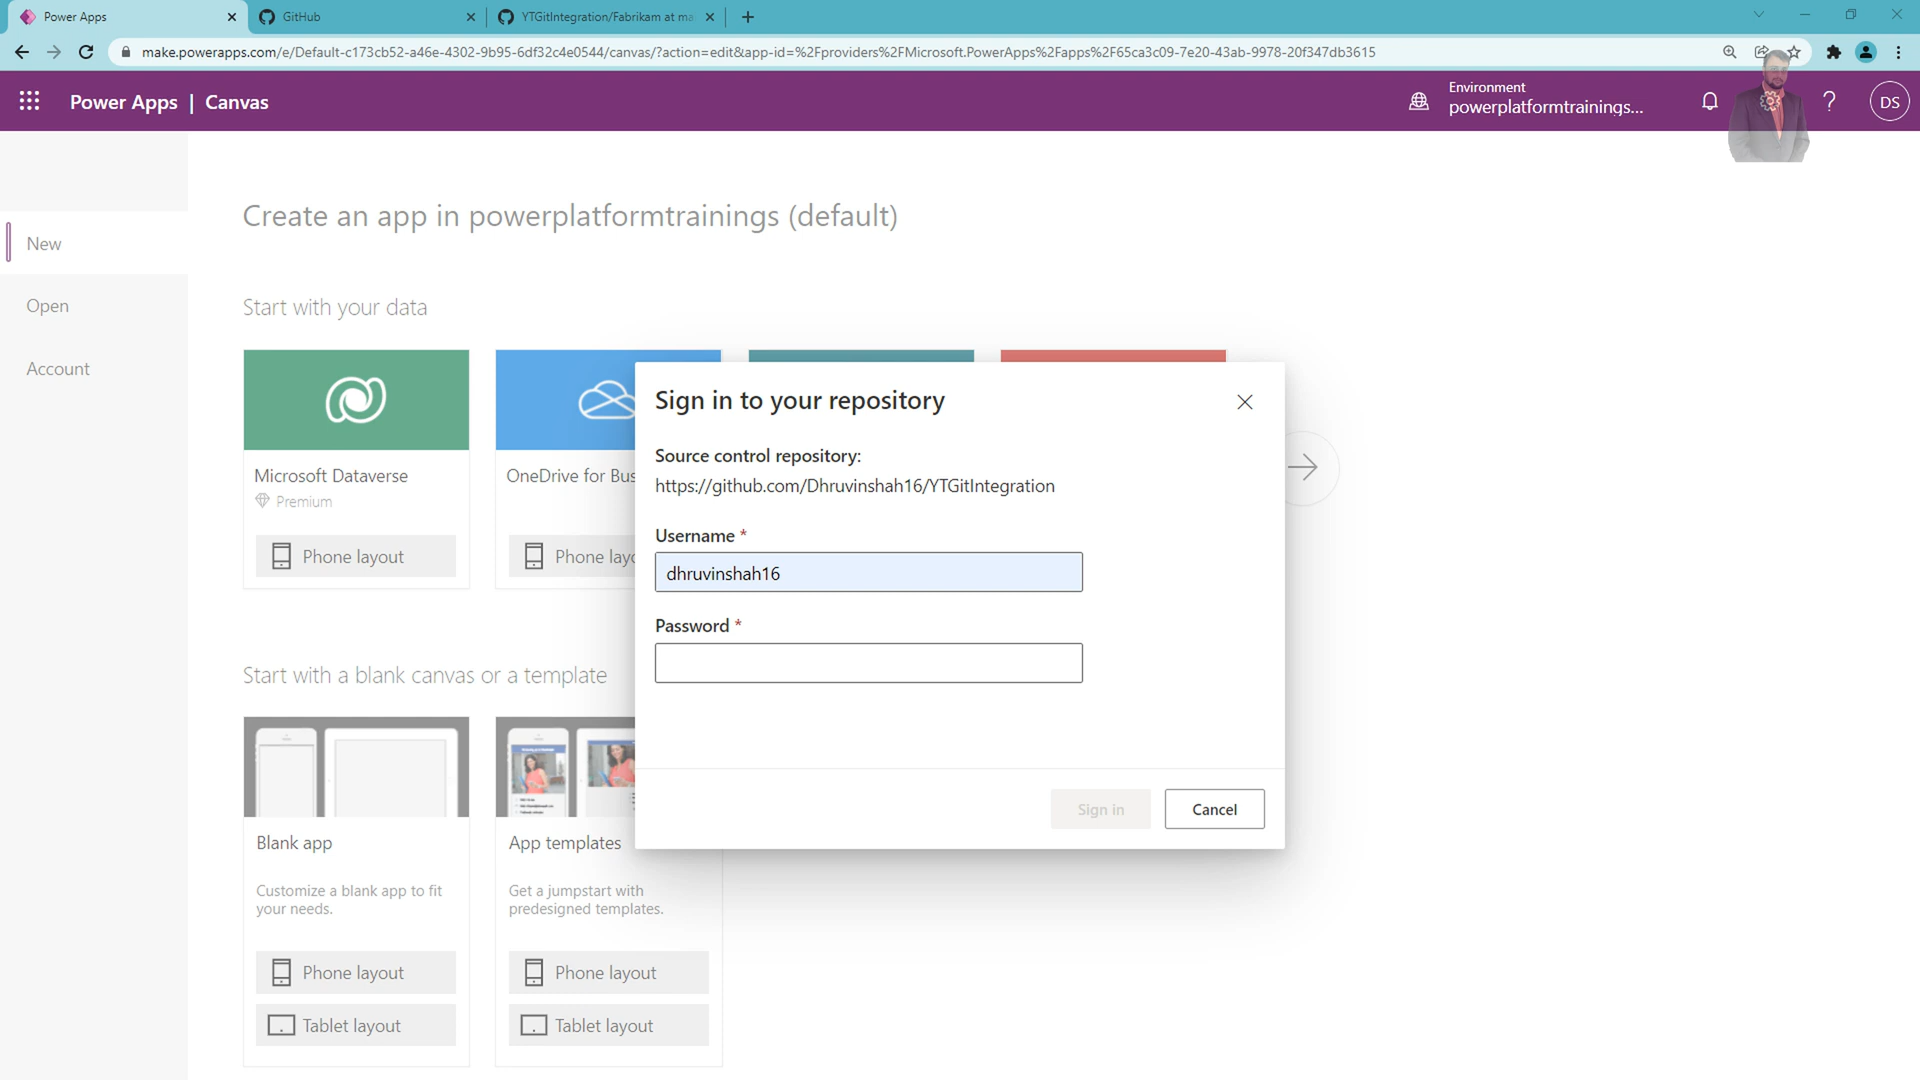 Power Apps
GitHub
YTGitIntegration/Fabrikam at ma
make.powerapps.com/e/Default-c173cb52-a46e-4302-9b95-6df32c4e0544/canvas/?action=edit&app-id=%2Fproviders%2FMicrosoft.PowerApps%2Fapps%2F65ca3c09-7e20-43ab-9978-20f347db3615
Power Apps | Canvas
Environment
powerplatformtrainings...
?
DS
Create an app in powerplatformtrainings (default)
New
Open
Account
Start with your data
Microsoft Dataverse
Premium
Phone layout
OneDrive for Bus
Phone layo
Sign in to your repository
Source control repository:
https://github.com/Dhruvinshah16/YTGitIntegration
Username *
dhruvinshah16
Password *
Sign in
Cancel
Start with a blank canvas or a template
Blank app
Customize a blank app to fit
your needs.
Phone layout
Tablet layout
App templates
Get a jumpstart with
predesigned templates.
Phone layout
Tablet layout